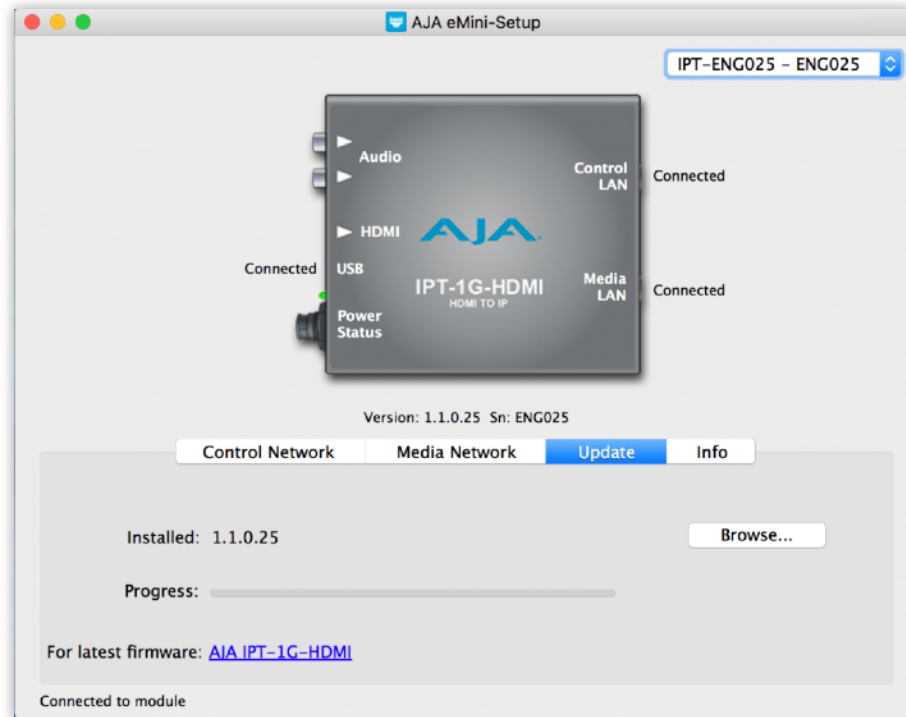 AJA eMini-Setup
IPT-ENG025 - ENG025
Audio
Control
LAN
Connected
HDMI
AJA
Connected
USB
IPT-1G-HDMI
HDMI TO IP
Media
LAN
Connected
Power
Status
Version: 1.1.0.25 Sn: ENG025
Control Network
Media Network
Update
Info
Installed: 1.1.0.25
Browse...
Progress:
For latest firmware: AJA IPT-1G-HDMI
Connected to module